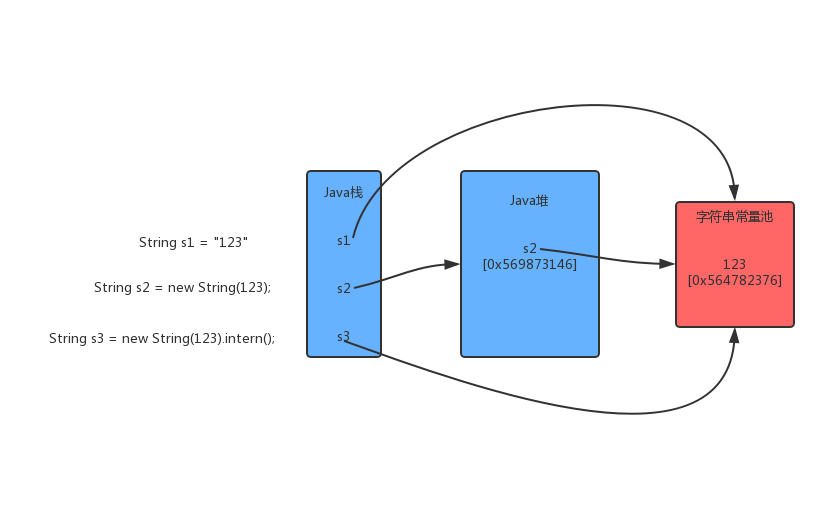 Java栈
Java堆
字符串常量池
String s1 = "123"
s1
s2
[0x569873146]
123
[0x564782376]
String s2 = new String(123);
s2
String s3 = new String(123).intern();
s3